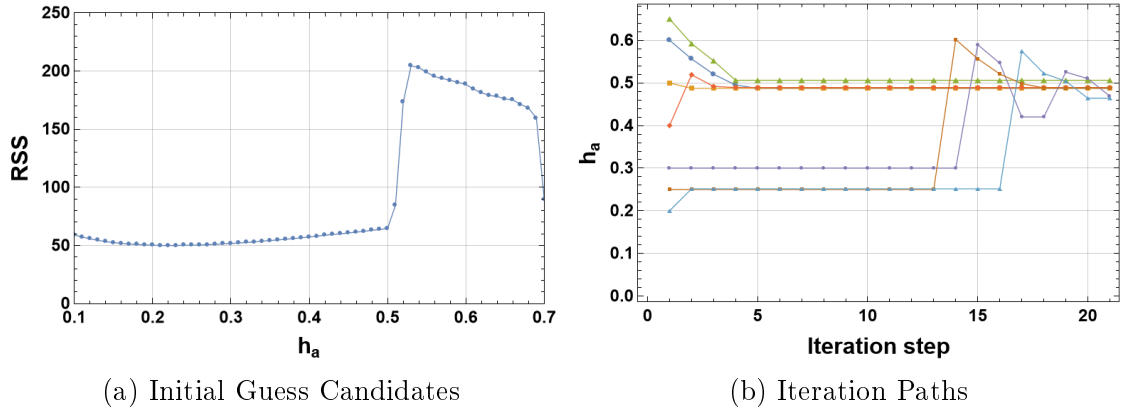 250
200
150
100
50
0
RSS
0.1 0.2 0.3 0.4 0.5 0.6 0.7
h_a
(a) Initial Guess Candidates
0.6
0.5
0.4
0.3
0.2
0.1
0.0
h_a
0 5 10 15 20
Iteration step
(b) Iteration Paths